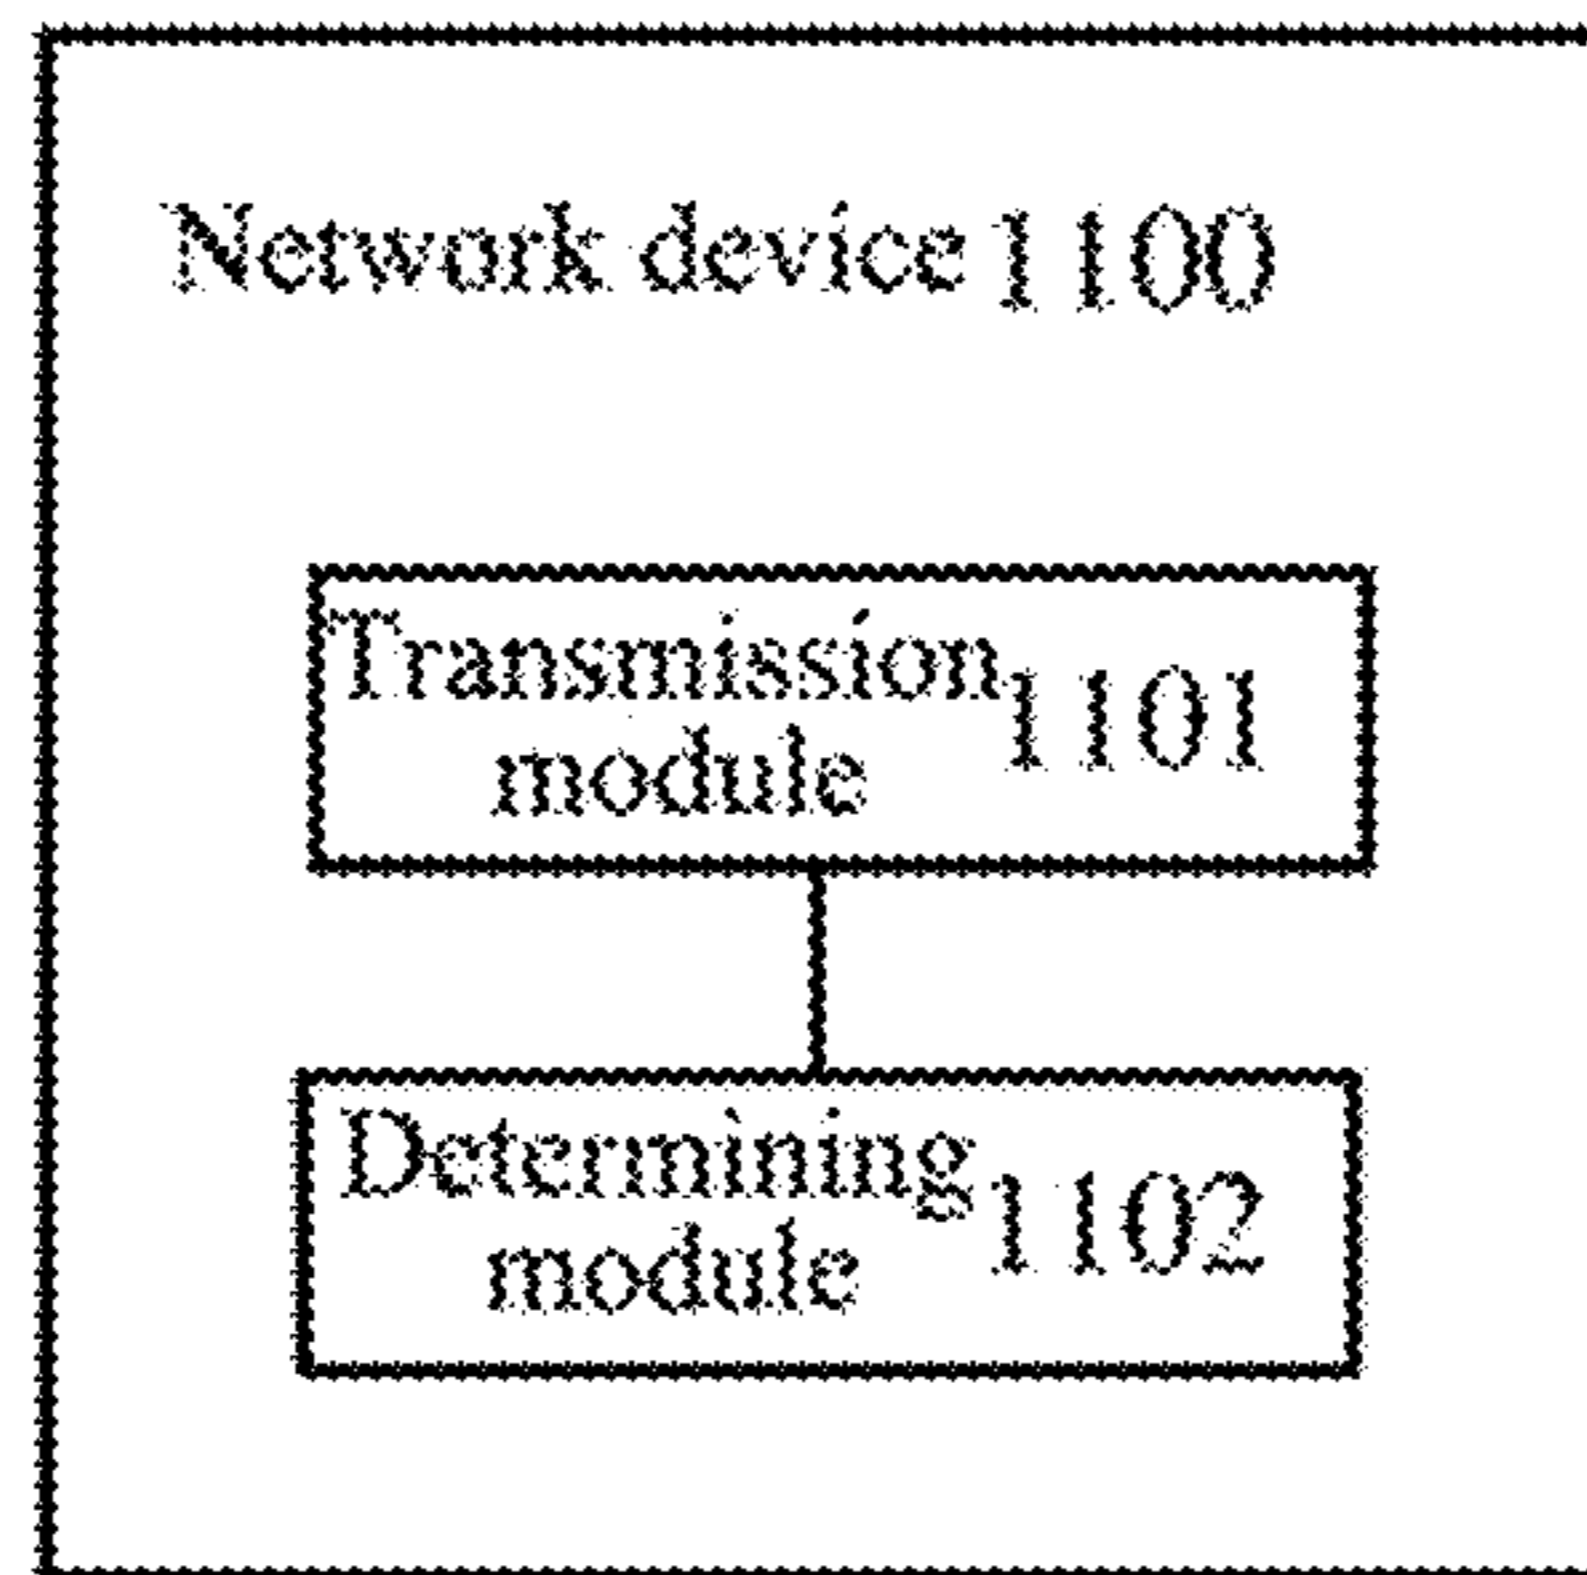 Network device 1100
Transmission
module 1101
Determining
module 1102